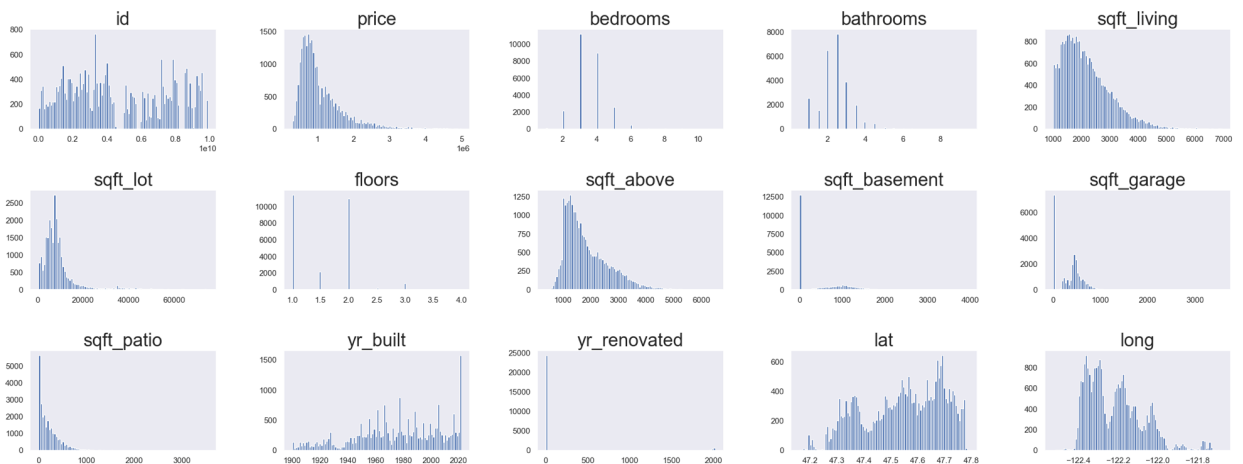 id price bedrooms bathrooms sqft_living
800 600 400 200 0 0.0 0.2 0.4 0.6 0.8 1.0 1e10
1500 1000 500 0 1 2 3 4 5 1e6
10000 8000 6000 4000 2000 0 2 4 6 8 10
8000 6000 4000 2000 0 2 4 6 8
800 600 400 200 0 1000 2000 3000 4000 5000 6000 7000
sqft_lot floors sqft_above sqft_basement sqft_garage
2500 2000 1500 1000 500 0 0 20000 40000 60000
10000 8000 6000 4000 2000 0 1.0 1.5 2.0 2.5 3.0 3.5 4.0
1250 1000 750 500 250 0 1000 2000 3000 4000 5000 6000
12500 10000 7500 5000 2500 0 0 1000 2000 3000 4000
6000 4000 2000 0 0 1000 2000 3000
sqft_patio yr_built yr_renovated lat long
5000 4000 3000 2000 1000 0 0 1000 2000 3000
1500 1000 500 0 1900 1920 1940 1960 1980 2000 2020
25000 20000 15000 10000 5000 0 0 500 1000 1500 2000
600 400 200 0 47.2 47.3 47.4 47.5 47.6 47.7 47.8
800 600 400 200 0 −122.4 −122.2 −122.0 −121.8